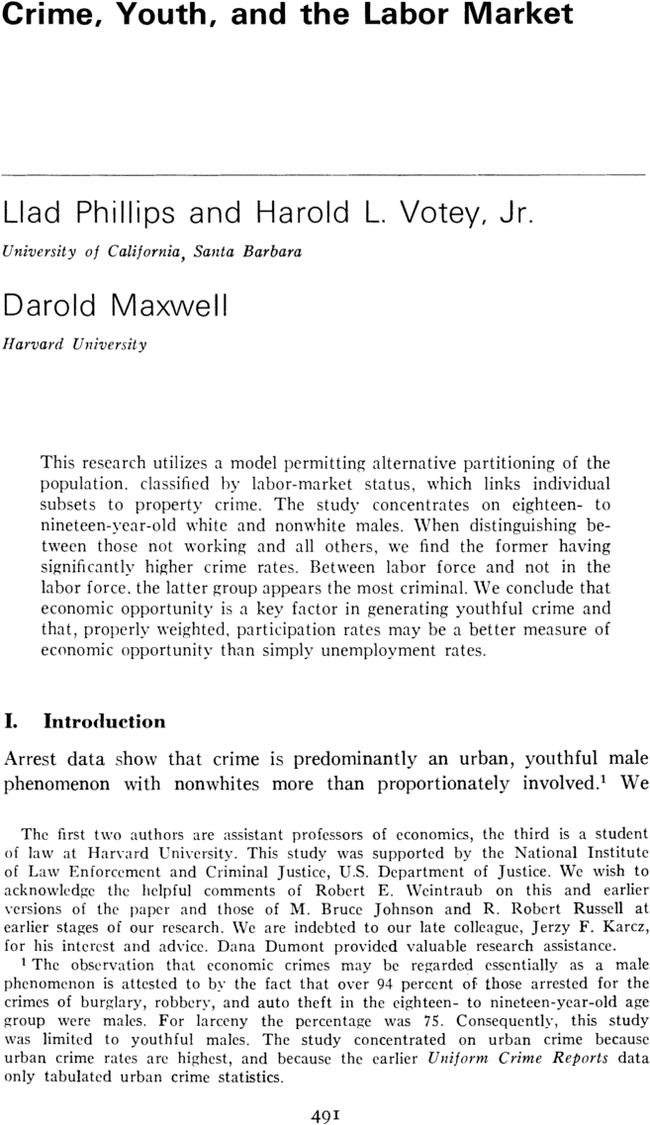 Crime, Youth, and the Labor Market
Llad Phillips and Harold L. Votey, Jr.
University of California, Santa Barbara
Darold Maxwell
Harvard University
This research utilizes a model permitting alternative partitioning of the
population, classified by labor-market status, which links individual
subsets to property crime. The study concentrates on eighteen- to
nineteen-year-old white and nonwhite males. When distinguishing be-
tween those not working and all others, we find the former having
significantly higher crime rates. Between labor force and not in the
labor force, the latter group appears the most criminal. We conclude that
economic opportunity is a key factor in generating youthful crime and
that, properly weighted, participation rates may be a better measure of
economic opportunity than simply unemployment rates.
I. Introduction
Arrest data show that crime is predominantly an urban, youthful male
phenomenon with nonwhites more than proportionately involved.¹ We
The first two authors are assistant professors of economics, the third is a student
of law at Harvard University. This study was supported by the National Institute
of Law Enforcement and Criminal Justice, U.S. Department of Justice. We wish to
acknowledge the helpful comments of Robert E. Weintraub on this and earlier
versions of the paper and those of M. Bruce Johnson and R. Robert Russell at
earlier stages of our research. We are indebted to our late colleague, Jerzy F. Karcz,
for his interest and advice. Dana Dumont provided valuable research assistance.
¹ The observation that economic crimes may be regarded essentially as a male
phenomenon is attested to by the fact that over 94 percent of those arrested for the
crimes of burglary, robbery, and auto theft in the eighteen- to nineteen-year-old age
group were males. For larceny the percentage was 75. Consequently, this study
was limited to youthful males. The study concentrated on urban crime because
urban crime rates are highest, and because the earlier Uniform Crime Reports data
only tabulated urban crime statistics.
491